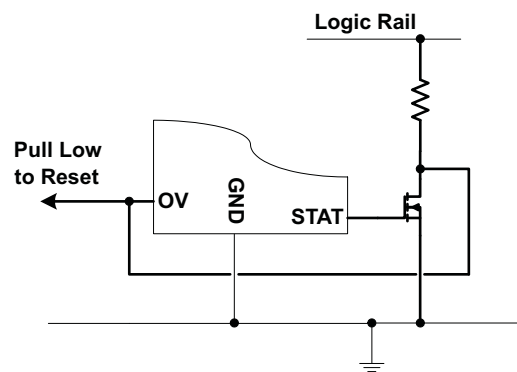 Logic Rail
Pull Low
to Reset
OV
GND
STAT